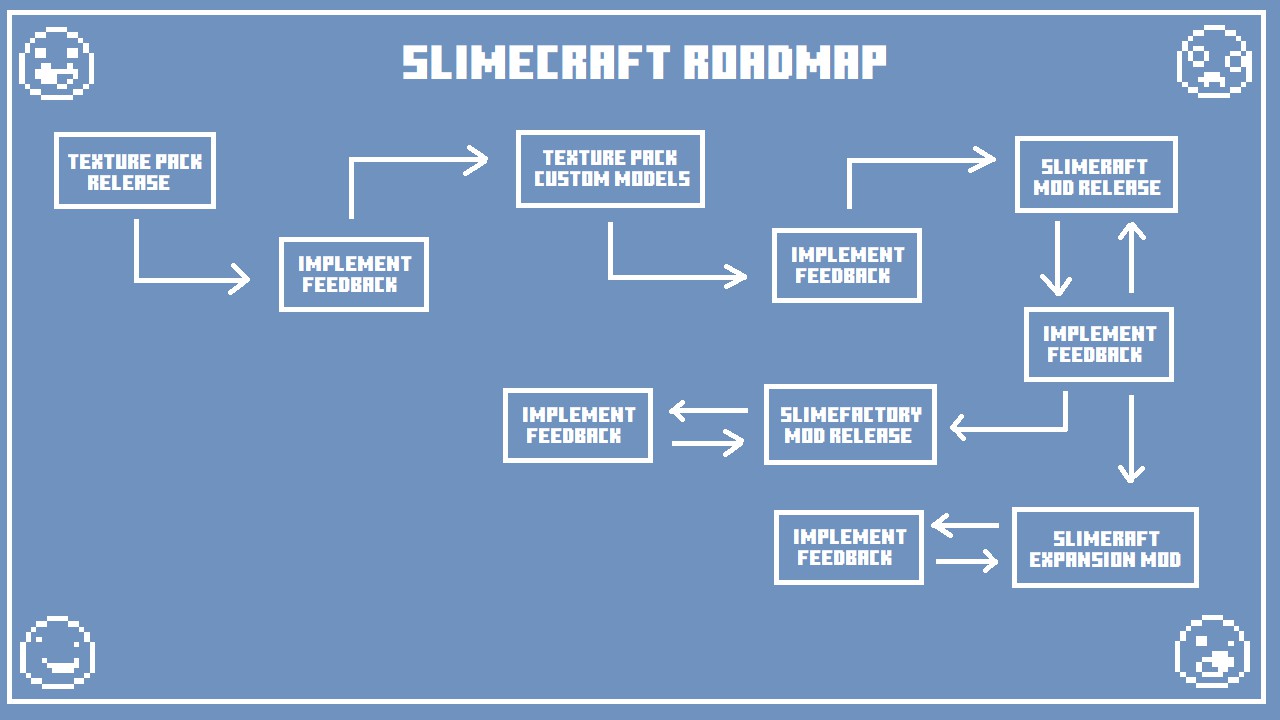 SLIMECRAFT ROADMAP
TEXTURE PACK
RELEASE
IMPLEMENT
FEEDBACK
TEXTURE PACK
CUSTOM MODELS
IMPLEMENT
FEEDBACK
SLIMERAFT
MOD RELEASE
IMPLEMENT
FEEDBACK
SLIMEFACTORY
MOD RELEASE
IMPLEMENT
FEEDBACK
SLIMERAFT
EXPANSION MOD
IMPLEMENT
FEEDBACK